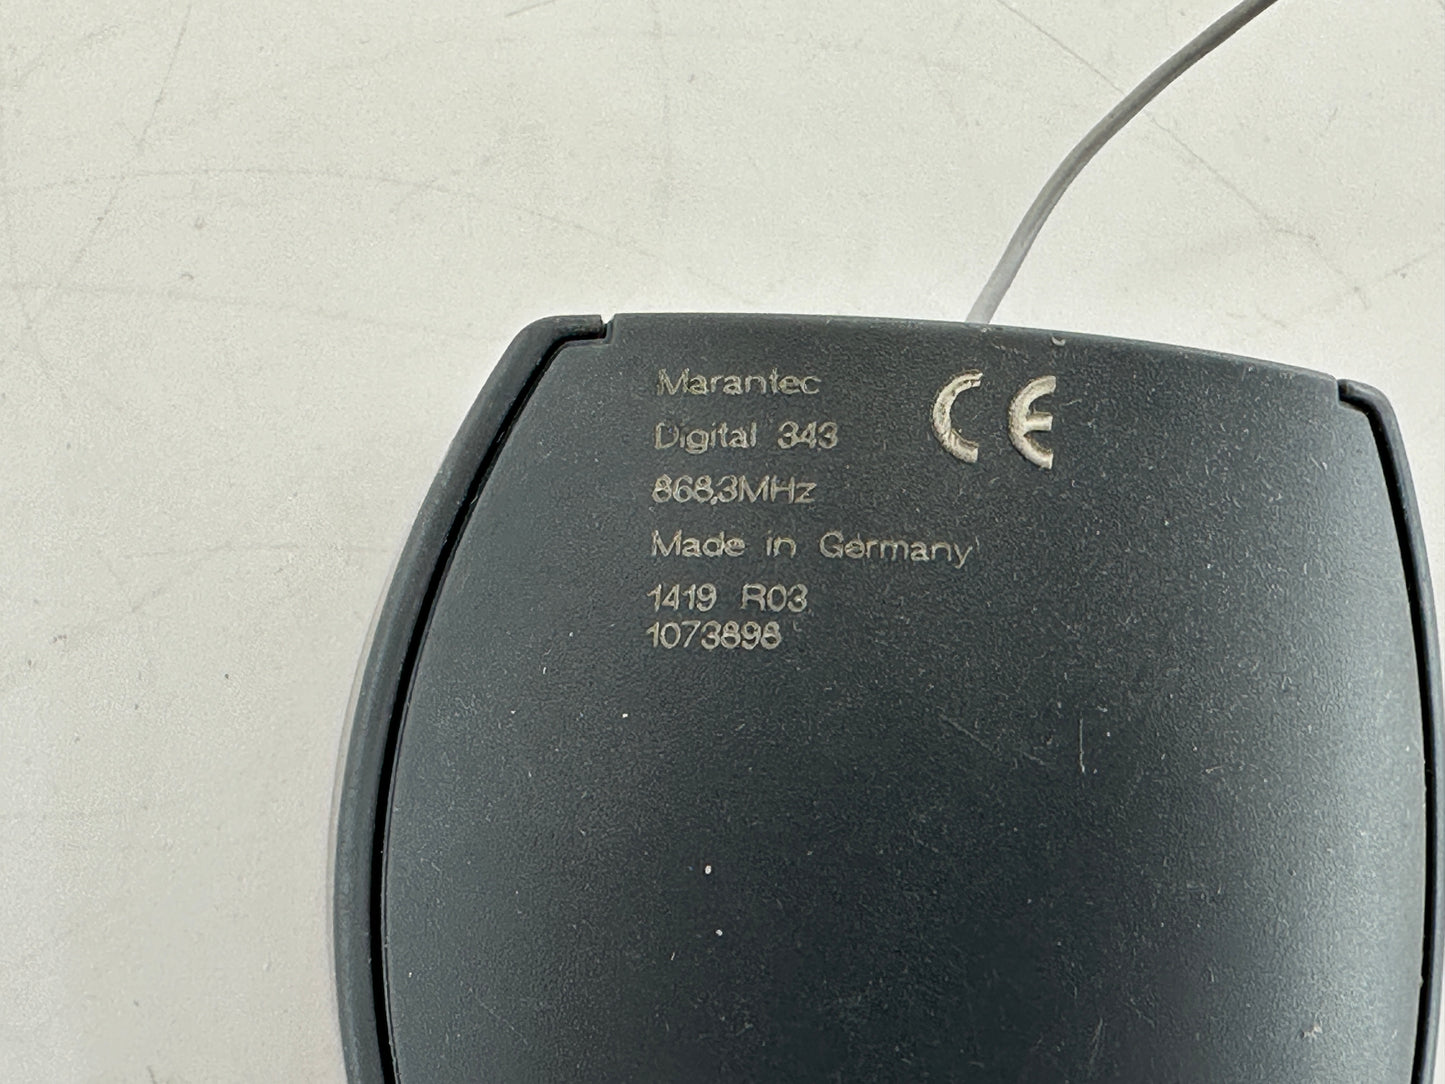 Marantec
Digital 343
868,3MHz
Made in Germany
1419 R03
1073898
CE